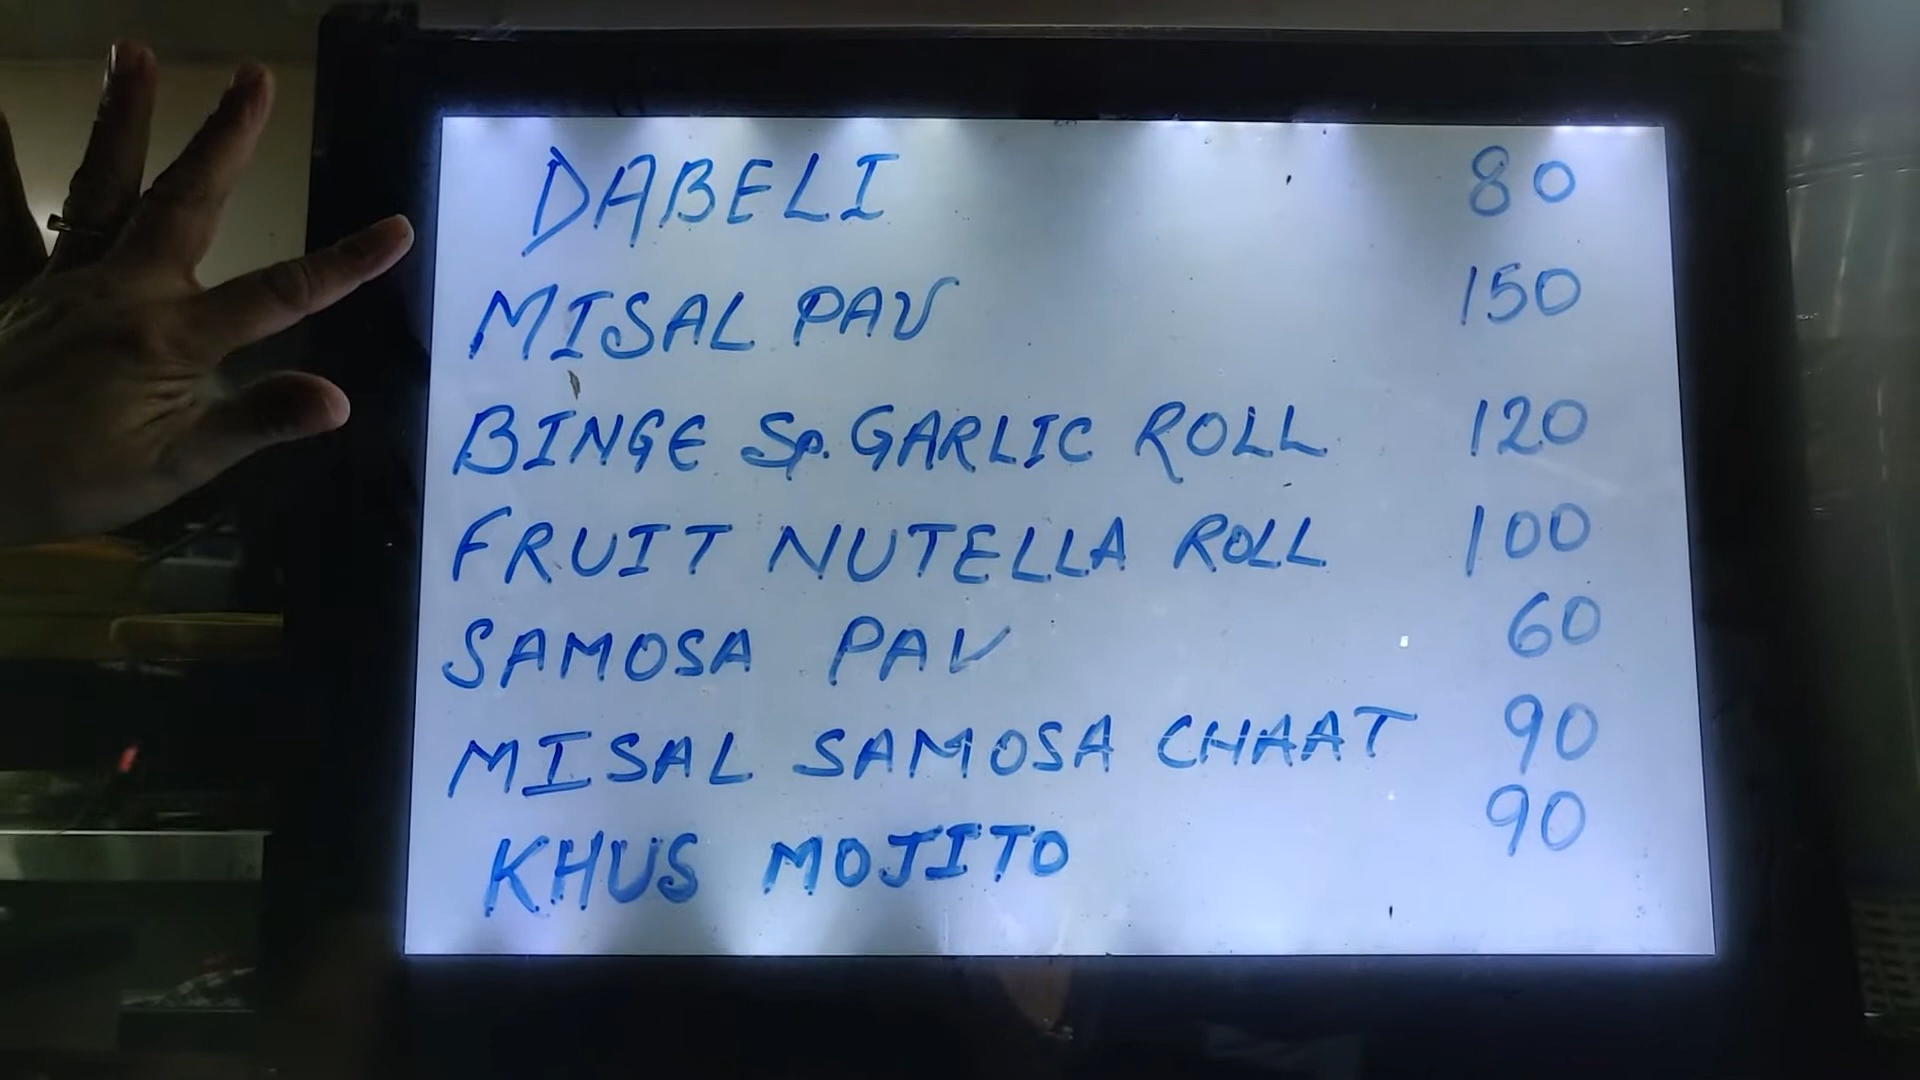 DABELI 80
MISAL PAV 150
BINGE Sp. GARLIC ROLL 120
FRUIT NUTELLA ROLL 100
SAMOSA PAV 60
MISAL SAMOSA CHAAT 90
KHUS MOJITO 90